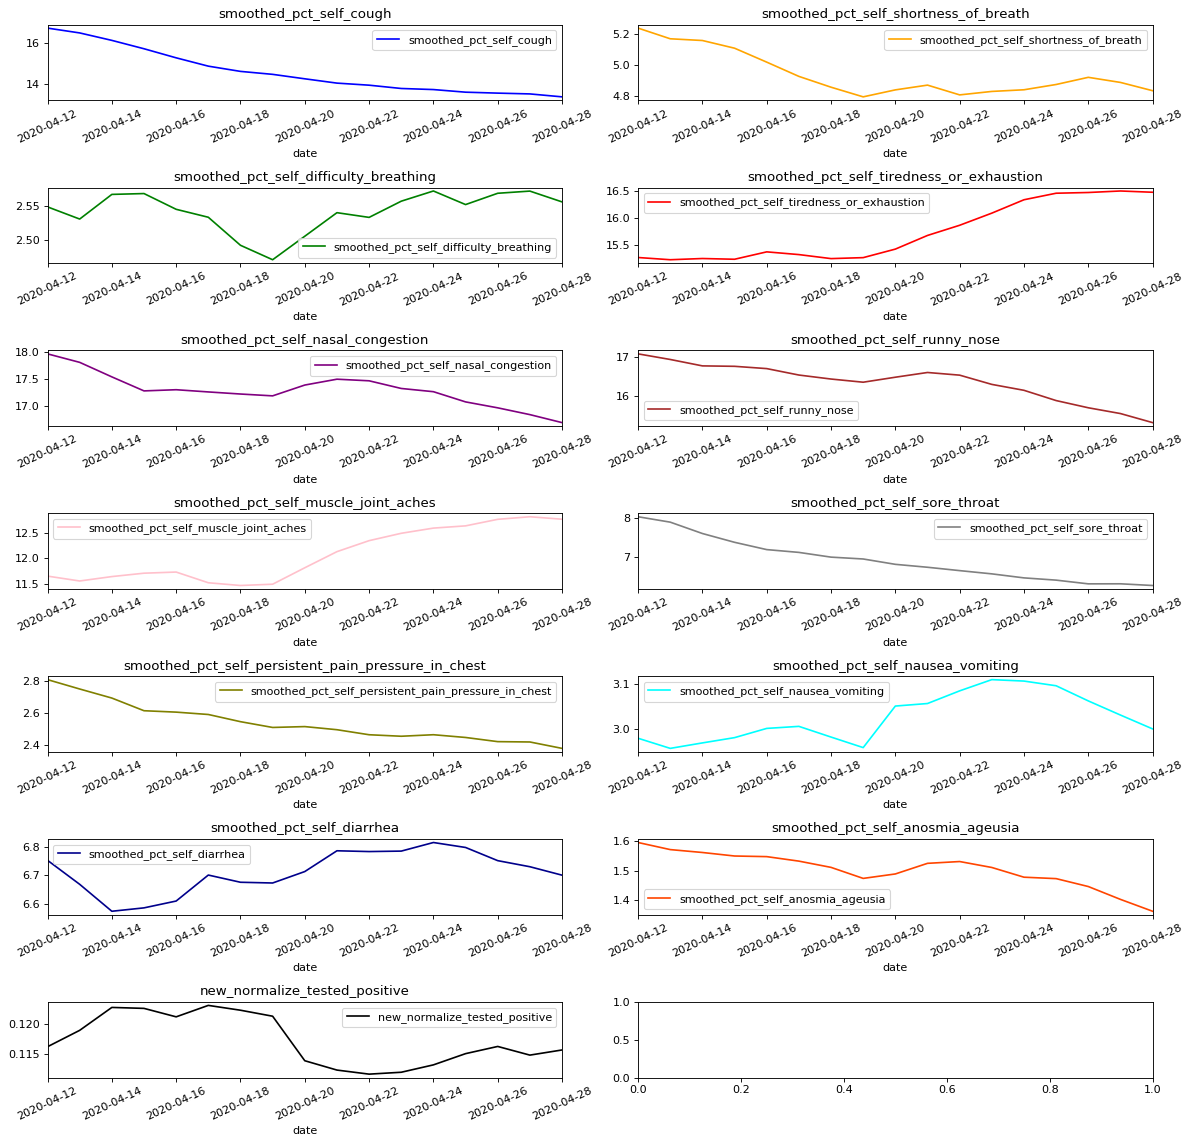 smoothed_pct_self_cough
16
14
smoothed_pct_self_cough
2020-04-12 2020-04-14 2020-04-16 2020-04-18 2020-04-20 2020-04-22 2020-04-24 2020-04-26 2020-04-28
date
smoothed_pct_self_shortness_of_breath
5.2
5.0
4.8
smoothed_pct_self_shortness_of_breath
2020-04-12 2020-04-14 2020-04-16 2020-04-18 2020-04-20 2020-04-22 2020-04-24 2020-04-26 2020-04-28
date
smoothed_pct_self_difficulty_breathing
2.55
2.50
smoothed_pct_self_difficulty_breathing
2020-04-12 2020-04-14 2020-04-16 2020-04-18 2020-04-20 2020-04-22 2020-04-24 2020-04-26 2020-04-28
date
smoothed_pct_self_tiredness_or_exhaustion
16.5
16.0
15.5
smoothed_pct_self_tiredness_or_exhaustion
2020-04-12 2020-04-14 2020-04-16 2020-04-18 2020-04-20 2020-04-22 2020-04-24 2020-04-26 2020-04-28
date
smoothed_pct_self_nasal_congestion
18.0
17.5
17.0
smoothed_pct_self_nasal_congestion
2020-04-12 2020-04-14 2020-04-16 2020-04-18 2020-04-20 2020-04-22 2020-04-24 2020-04-26 2020-04-28
date
smoothed_pct_self_runny_nose
17
16
smoothed_pct_self_runny_nose
2020-04-12 2020-04-14 2020-04-16 2020-04-18 2020-04-20 2020-04-22 2020-04-24 2020-04-26 2020-04-28
date
smoothed_pct_self_muscle_joint_aches
12.5
12.0
11.5
smoothed_pct_self_muscle_joint_aches
2020-04-12 2020-04-14 2020-04-16 2020-04-18 2020-04-20 2020-04-22 2020-04-24 2020-04-26 2020-04-28
date
smoothed_pct_self_sore_throat
8
7
smoothed_pct_self_sore_throat
2020-04-12 2020-04-14 2020-04-16 2020-04-18 2020-04-20 2020-04-22 2020-04-24 2020-04-26 2020-04-28
date
smoothed_pct_self_persistent_pain_pressure_in_chest
2.8
2.6
2.4
smoothed_pct_self_persistent_pain_pressure_in_chest
2020-04-12 2020-04-14 2020-04-16 2020-04-18 2020-04-20 2020-04-22 2020-04-24 2020-04-26 2020-04-28
date
smoothed_pct_self_nausea_vomiting
3.1
3.0
smoothed_pct_self_nausea_vomiting
2020-04-12 2020-04-14 2020-04-16 2020-04-18 2020-04-20 2020-04-22 2020-04-24 2020-04-26 2020-04-28
date
smoothed_pct_self_diarrhea
6.8
6.7
6.6
smoothed_pct_self_diarrhea
2020-04-12 2020-04-14 2020-04-16 2020-04-18 2020-04-20 2020-04-22 2020-04-24 2020-04-26 2020-04-28
date
smoothed_pct_self_anosmia_ageusia
1.6
1.5
1.4
smoothed_pct_self_anosmia_ageusia
2020-04-12 2020-04-14 2020-04-16 2020-04-18 2020-04-20 2020-04-22 2020-04-24 2020-04-26 2020-04-28
date
new_normalize_tested_positive
0.120
0.115
new_normalize_tested_positive
2020-04-12 2020-04-14 2020-04-16 2020-04-18 2020-04-20 2020-04-22 2020-04-24 2020-04-26 2020-04-28
date
1.0
0.5
0.0
0.0 0.2 0.4 0.6 0.8 1.0